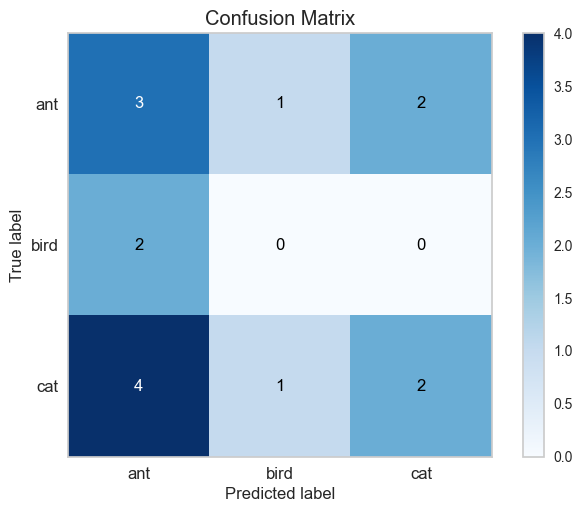 Confusion Matrix
True label
ant
bird
cat
3 1 2
2 0 0
4 1 2
ant bird cat
Predicted label
4.0
3.5
3.0
2.5
2.0
1.5
1.0
0.5
0.0